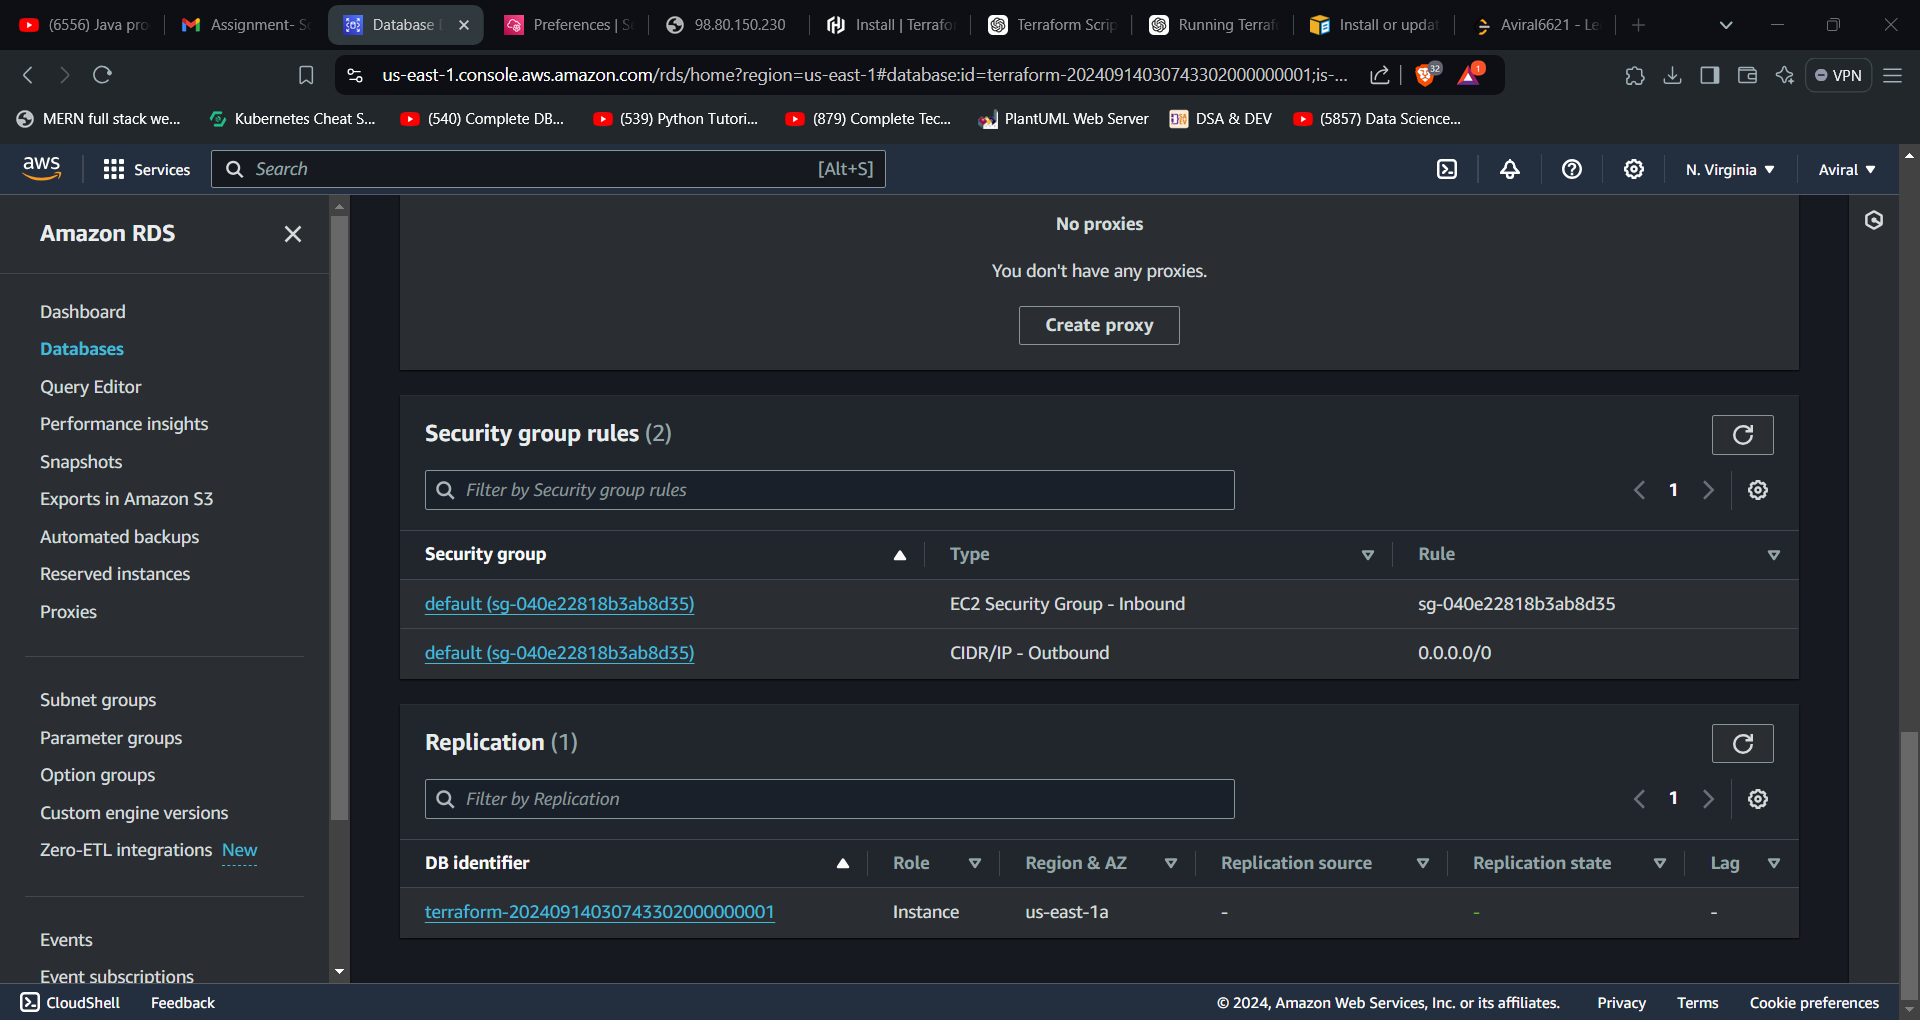 (6556) Java pro
Assignment- Sc
Database
Preferences | S
98.80.150.230
Install | Terrafo
Terraform Scrip
Running Terraf
Install or updat
Aviral6621 - Le
us-east-1.console.aws.amazon.com/rds/home?region=us-east-1#database:id=terraform-20240914030743302000000001;is-...
32
1
VPN
MERN full stack we...
Kubernetes Cheat S...
(540) Complete DB...
(539) Python Tutori...
(879) Complete Tec...
PlantUML Web Server
DSA & DEV
(5857) Data Science...
aws
Services
Search
[Alt+S]
N. Virginia
Aviral
Amazon RDS
Dashboard
Databases
Query Editor
Performance insights
Snapshots
Exports in Amazon S3
Automated backups
Reserved instances
Proxies
Subnet groups
Parameter groups
Option groups
Custom engine versions
Zero-ETL integrations New
Events
Event subscriptions
No proxies
You don't have any proxies.
Create proxy
Security group rules (2)
Filter by Security group rules
1
Security group
Type
Rule
default (sg-040e22818b3ab8d35)
EC2 Security Group - Inbound
sg-040e22818b3ab8d35
default (sg-040e22818b3ab8d35)
CIDR/IP - Outbound
0.0.0.0/0
Replication (1)
Filter by Replication
1
DB identifier
Role
Region & AZ
Replication source
Replication state
Lag
terraform-20240914030743302000000001
Instance
us-east-1a
-
-
-
CloudShell
Feedback
© 2024, Amazon Web Services, Inc. or its affiliates.
Privacy
Terms
Cookie preferences